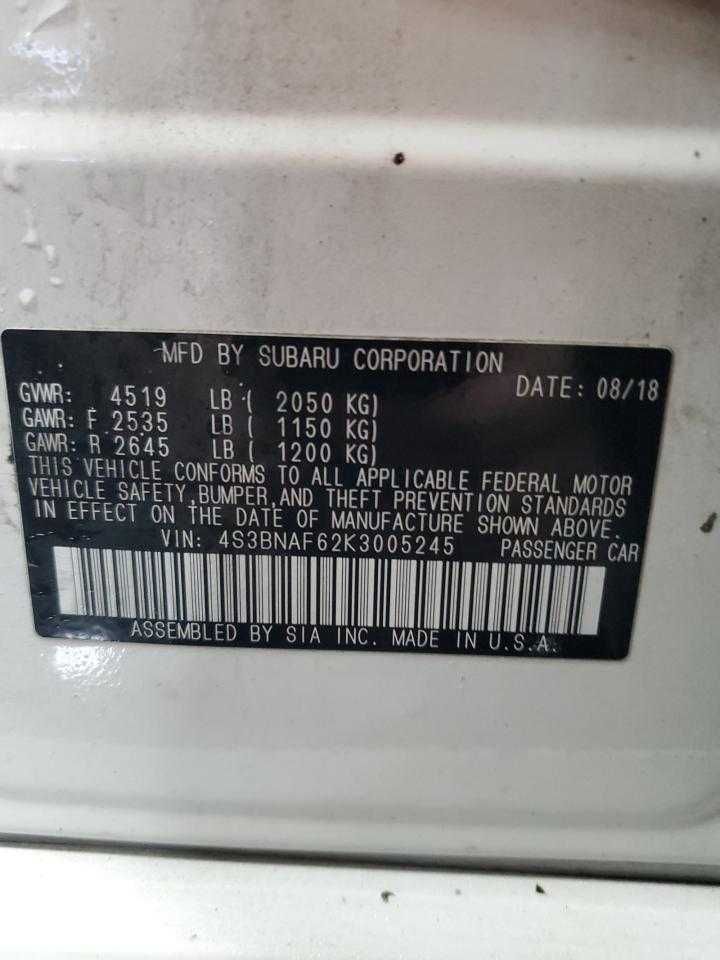 MFD BY SUBARU CORPORATION
DATE: 08/18
GVWR: 4519 LB ( 2050 KG)
GAWR: F 2535 LB ( 1150 KG)
GAWR: R 2645 LB ( 1200 KG)
THIS VEHICLE CONFORMS TO ALL APPLICABLE FEDERAL MOTOR
VEHICLE SAFETY, BUMPER, AND THEFT PREVENTION STANDARDS
IN EFFECT ON THE DATE OF MANUFACTURE SHOWN ABOVE.
VIN: 4S3BNAF62K3005245 PASSENGER CAR
ASSEMBLED BY SIA INC. MADE IN U.S.A.